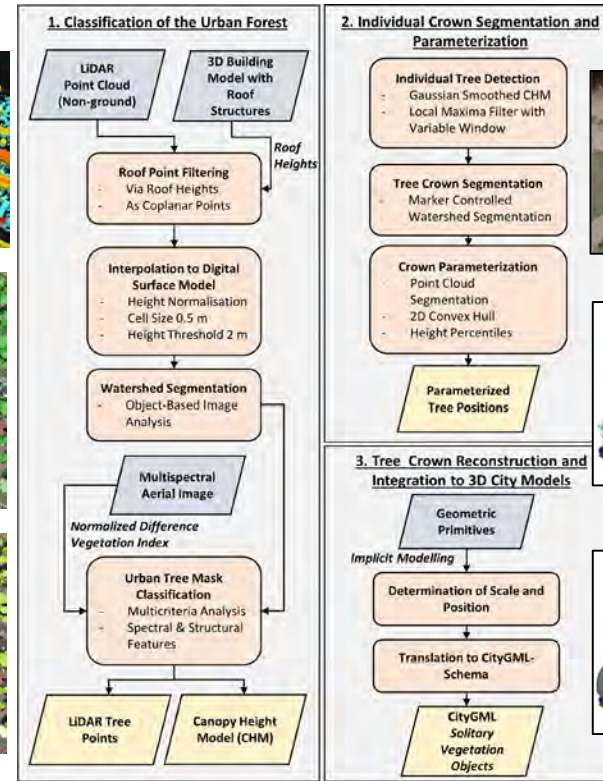 1. Classification of the Urban Forest
LiDAR
Point Cloud
(Non-ground)
3D Building
Model with
Roof
Structures
Roof
Heights
Roof Point Filtering
- Via Roof Heights
- As Coplanar Points
Interpolation to Digital
Surface Model
- Height Normalisation
- Cell Size 0.5 m
- Height Threshold 2 m
Watershed Segmentation
- Object-Based Image
Analysis
Multispectral
Aerial Image
Normalized Difference
Vegetation Index
Urban Tree Mask
Classification
- Multicriteria Analysis
- Spectral & Structural
Features
LiDAR Tree
Points
Canopy Height
Model (CHM)
2. Individual Crown Segmentation and
Parameterization
Individual Tree Detection
- Gaussian Smoothed CHM
- Local Maxima Filter with
Variable Window
Tree Crown Segmentation
- Marker Controlled
Watershed Segmentation
Crown Parameterization
- Point Cloud
Segmentation
- 2D Convex Hull
- Height Percentiles
Parameterized
Tree Positions
3. Tree Crown Reconstruction and
Integration to 3D City Models
Geometric
Primitives
Implicit Modelling
Determination of Scale and
Position
Translation to CityGML-
Schema
CityGML
Solitary
Vegetation
Objects